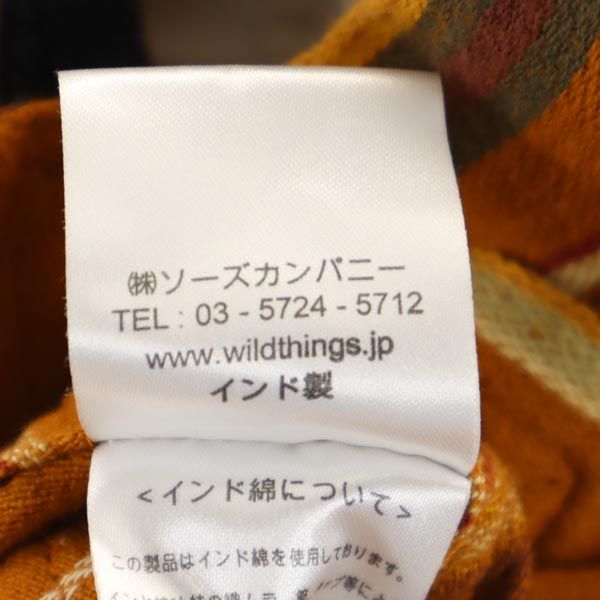 ㈱ソーズカンパニー
TEL : 03 - 5724 - 5712
www.wildthings.jp
インド製
<インド綿について>
この製品はインド綿を使用しております。